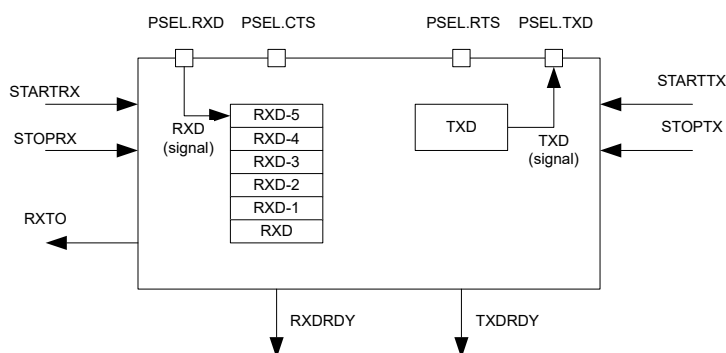 PSEL.RXD
PSEL.CTS
PSEL.RTS
PSEL.TXD
STARTRX
STOPRX
RXTO
RXD
(signal)
RXD-5
RXD-4
RXD-3
RXD-2
RXD-1
RXD
TXD
TXD
(signal)
STARTTX
STOPTX
RXDRDY
TXDRDY